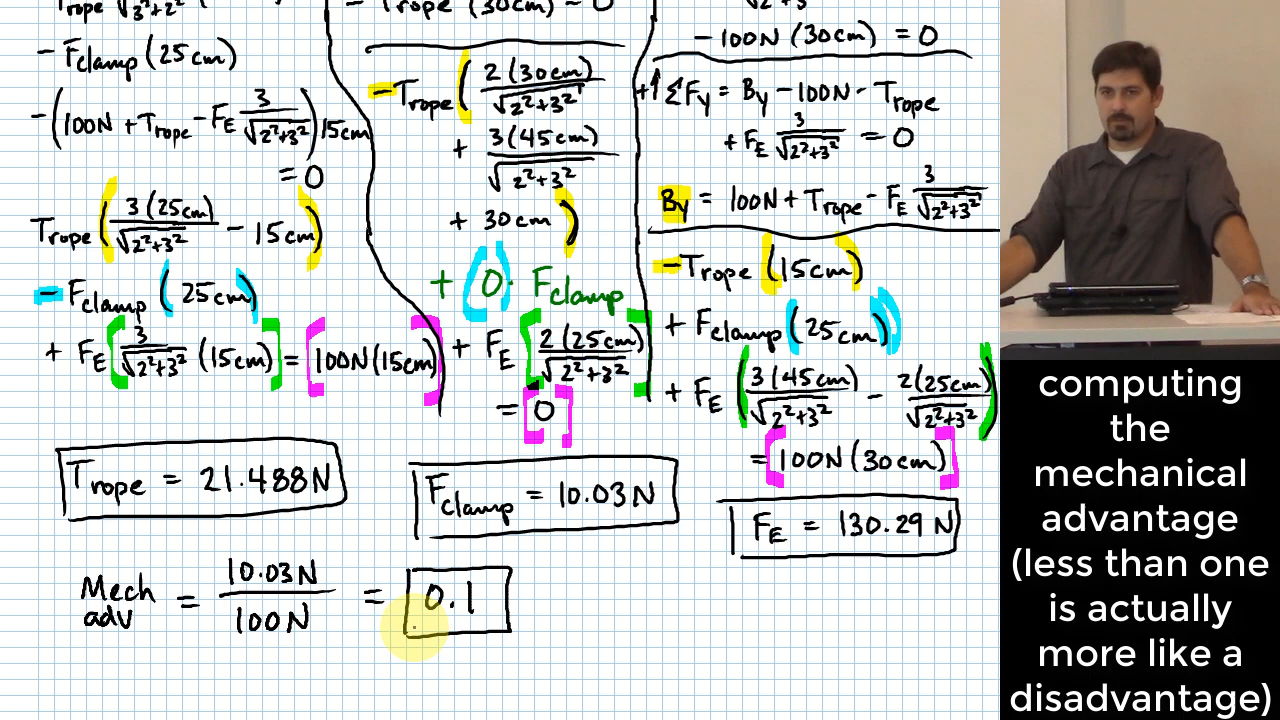 Trope √3²+2²
- Fclamp (25cm)
- (100N + Trope - FE 3/√2²+3²) 15cm
= 0
Trope (3(25cm)/√2²+3² - 15cm)
- Fclamp (25cm)
+ FE [3/√2²+3² (15cm)] = [100N(15cm)]
Trope = 21.488N
- Trope (30cm) = 0
- Trope (2(30cm)/√2²+3²
+ 3(45cm)/√2²+3²
+ 30cm)
+ (0) · Fclamp
+ FE [2(25cm)/√2²+3²]
= [0]
Fclamp = 10.03N
√2²+3²
- 100N (30cm) = 0
+↑ ΣFy = By - 100N - Trope
+ FE 3/√2²+3² = 0
By = 100N + Trope - FE 3/√2²+3²
- Trope (15cm)
+ Fclamp (25cm)
+ FE (3(45cm)/√2²+3² - 2(25cm)/√2²+3²)
= [100N(30cm)]
FE = 130.29 N
Mech adv = 10.03N/100N = 0.1
computing
the
mechanical
advantage
(less than one
is actually
more like a
disadvantage)